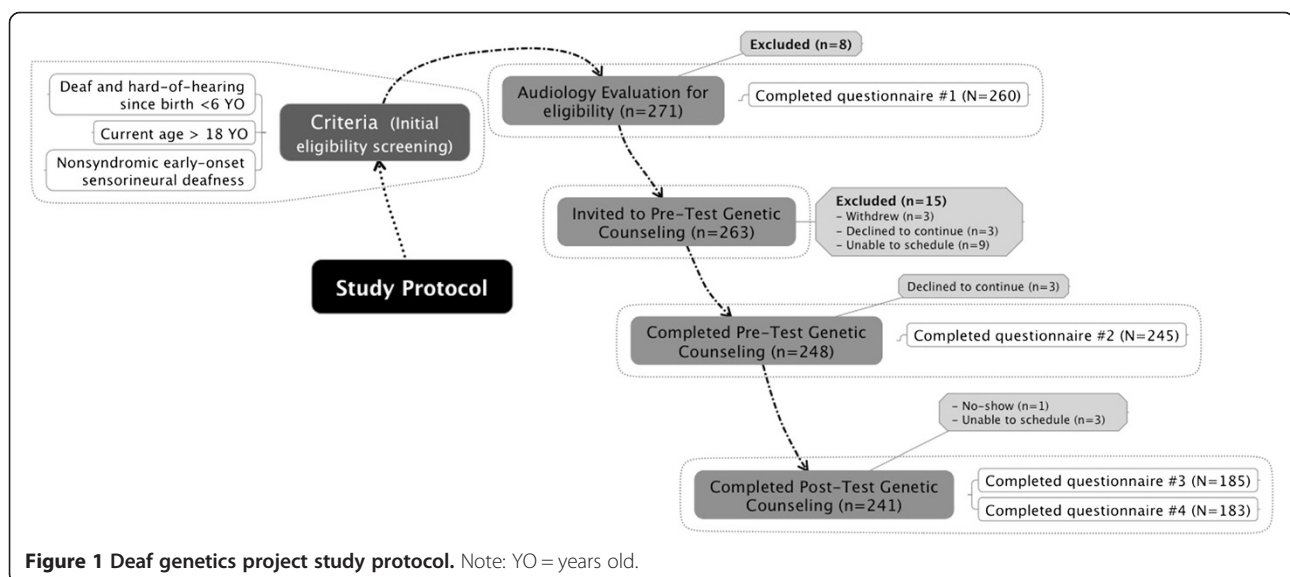 Deaf and hard-of-hearing
since birth <6 YO
Current age > 18 YO
Nonsyndromic early-onset
sensorineural deafness
Criteria (Initial
eligibility screening)
Study Protocol
Excluded (n=8)
Audiology Evaluation for
eligibility (n=271)
Completed questionnaire #1 (N=260)
Invited to Pre-Test Genetic
Counseling (n=263)
Excluded (n=15)
– Withdrew (n=3)
– Declined to continue (n=3)
– Unable to schedule (n=9)
Declined to continue (n=3)
Completed Pre-Test Genetic
Counseling (n=248)
Completed questionnaire #2 (N=245)
– No-show (n=1)
– Unable to schedule (n=3)
Completed Post-Test Genetic
Counseling (n=241)
Completed questionnaire #3 (N=185)
Completed questionnaire #4 (N=183)
Figure 1 Deaf genetics project study protocol. Note: YO = years old.